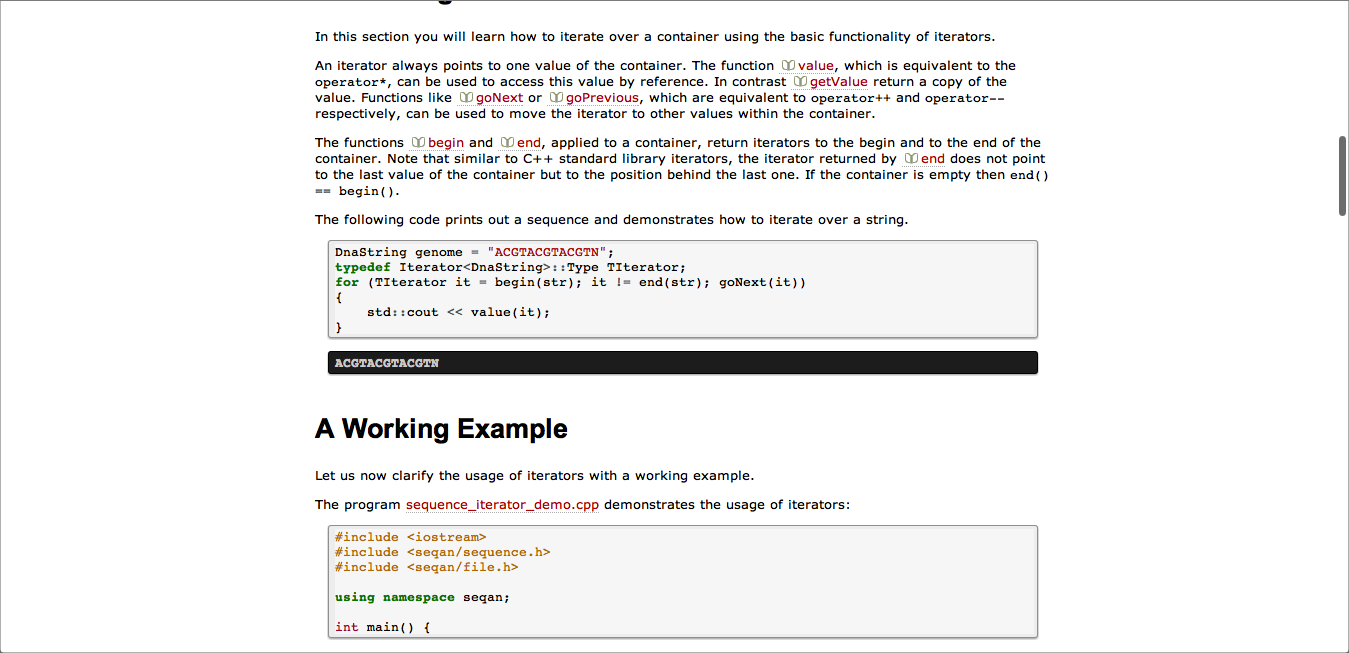 In this section you will learn how to iterate over a container using the basic functionality of iterators.
An iterator always points to one value of the container. The function value, which is equivalent to the
operator*, can be used to access this value by reference. In contrast getValue return a copy of the
value. Functions like goNext or goPrevious, which are equivalent to operator++ and operator--
respectively, can be used to move the iterator to other values within the container.
The functions begin and end, applied to a container, return iterators to the begin and to the end of the
container. Note that similar to C++ standard library iterators, the iterator returned by end does not point
to the last value of the container but to the position behind the last one. If the container is empty then end()
== begin().
The following code prints out a sequence and demonstrates how to iterate over a string.
DnaString genome = "ACGTACGTACGTN";
typedef Iterator<DnaString>::Type TIterator;
for (TIterator it = begin(str); it != end(str); goNext(it))
{
    std::cout << value(it);
}
ACGTACGTACGTN
A Working Example
Let us now clarify the usage of iterators with a working example.
The program sequence_iterator_demo.cpp demonstrates the usage of iterators:
#include <iostream>
#include <seqan/sequence.h>
#include <seqan/file.h>
using namespace seqan;
int main() {